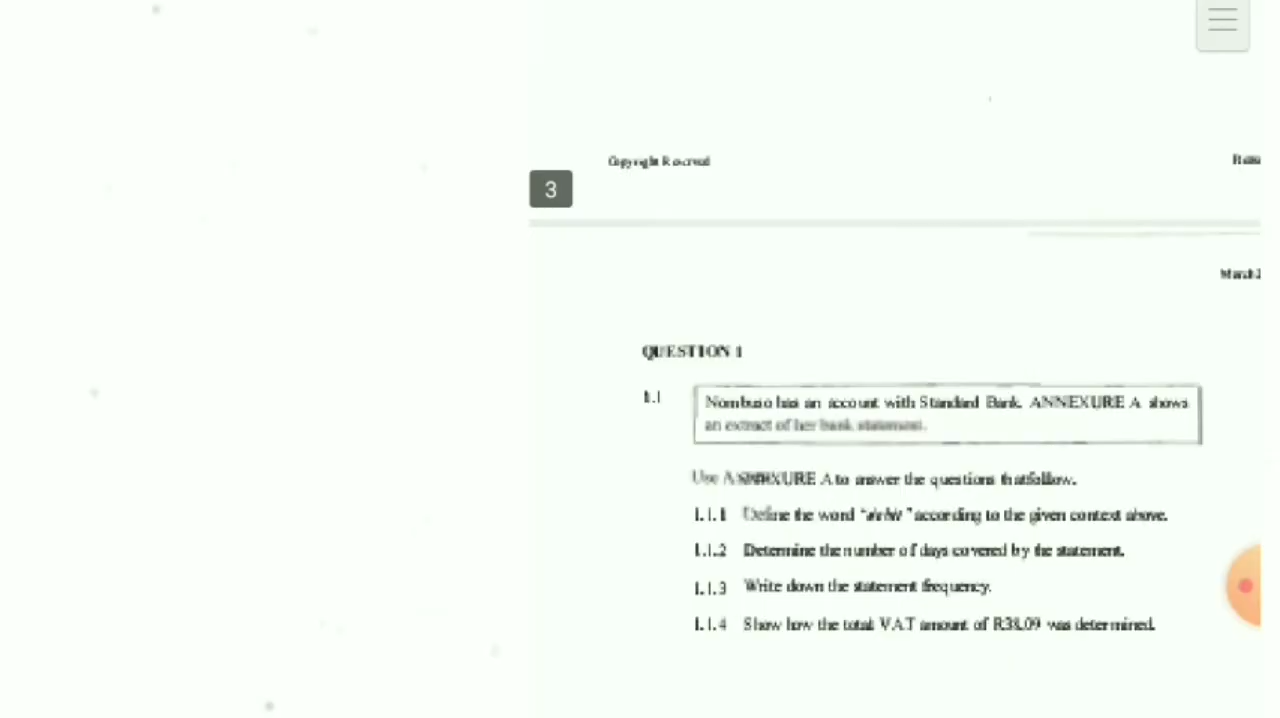 Copyright Reserved
3
QUESTION 1
1.1
Nombuso has an account with Standard Bank. ANNEXURE A shows
an extract of her bank statement.
Use ANNEXURE A to answer the questions that follow.
1.1.1 Define the word "debit" according to the given context above.
1.1.2 Determine the number of days covered by the statement.
1.1.3 Write down the statement frequency.
1.1.4 Show how the total VAT amount of R38.09 was determined.